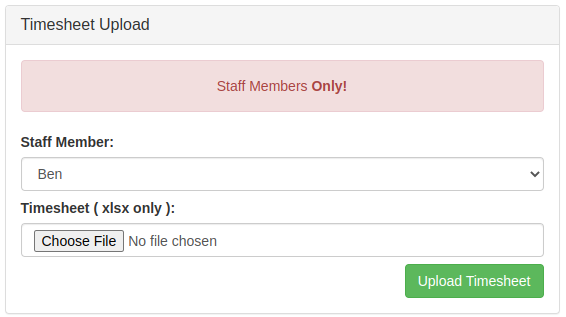 Timesheet Upload
Staff Members Only!
Staff Member:
Ben
Timesheet ( xlsx only ):
Choose File No file chosen
Upload Timesheet